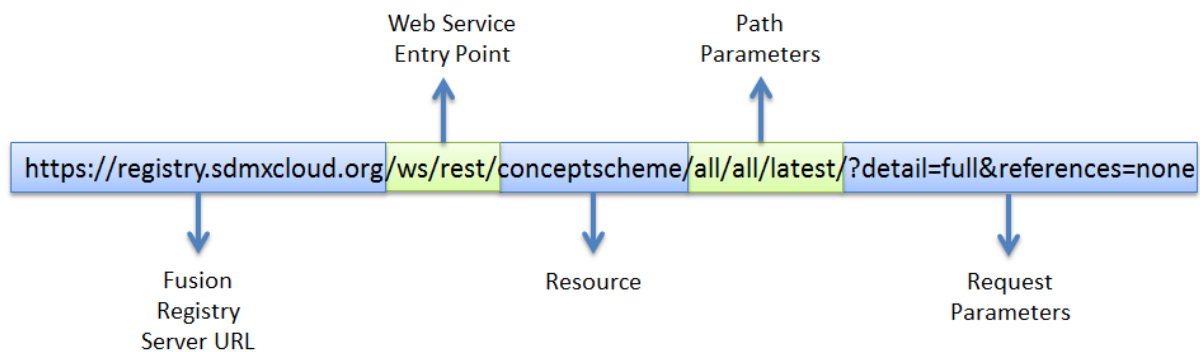 Web Service
Entry Point
Path
Parameters
https://registry.sdmxcloud.org/ws/rest/conceptscheme/all/all/latest/?detail=full&references=none
Fusion
Registry
Server URL
Resource
Request
Parameters